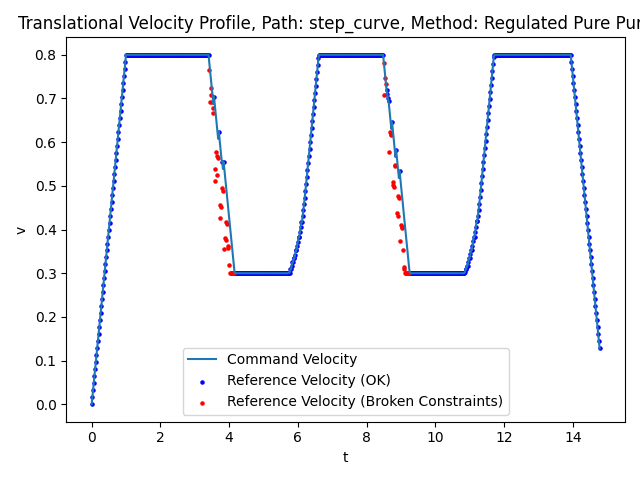 Translational Velocity Profile, Path: step_curve, Method: Regulated Pure
v
0.8
0.7
0.6
0.5
0.4
0.3
0.2
0.1
0.0
Command Velocity
Reference Velocity (OK)
Reference Velocity (Broken Constraints)
0 2 4 6 8 10 12 14
t